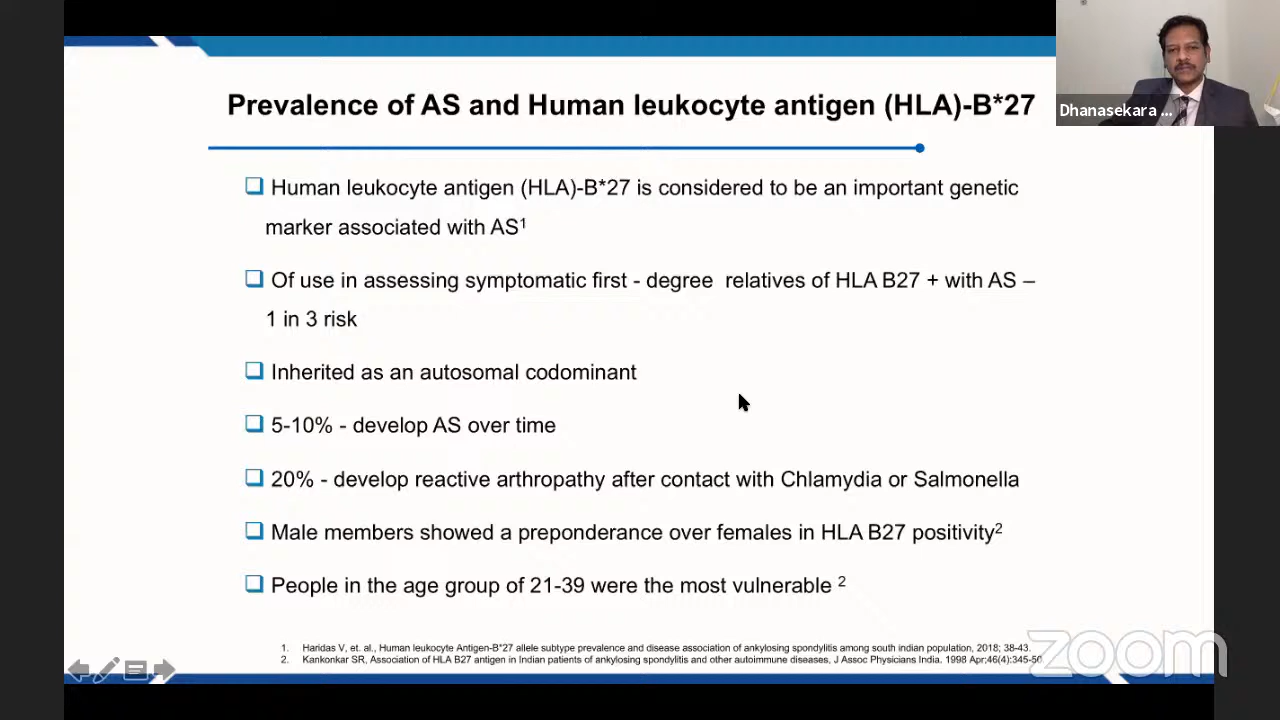 Dhanasekara ...
Prevalence of AS and Human leukocyte antigen (HLA)-B*27
Human leukocyte antigen (HLA)-B*27 is considered to be an important genetic
marker associated with AS¹
Of use in assessing symptomatic first - degree relatives of HLA B27 + with AS –
1 in 3 risk
Inherited as an autosomal codominant
5-10% - develop AS over time
20% - develop reactive arthropathy after contact with Chlamydia or Salmonella
Male members showed a preponderance over females in HLA B27 positivity²
People in the age group of 21-39 were the most vulnerable ²
1. Haridas V, et. al., Human leukocyte Antigen-B*27 allele subtype prevalence and disease association of ankylosing spondylitis among south indian population, 2018; 38-43.
2. Kankonkar SR, Association of HLA B27 antigen in Indian patients of ankylosing spondylitis and other autoimmune diseases, J Assoc Physicians India. 1998 Apr;46(4):345-50
zoom